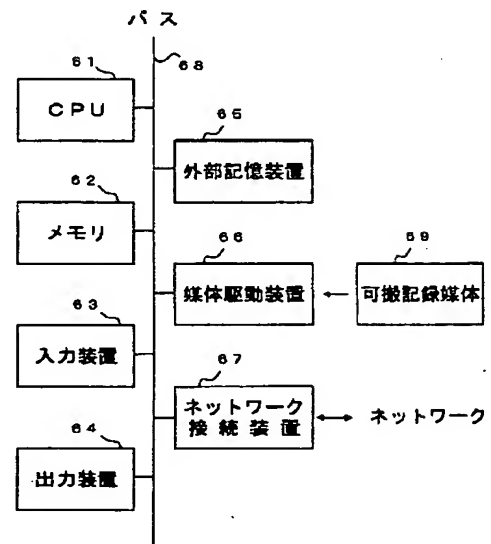 バス
68
61
CPU
65
外部記憶装置
62
メモリ
66
媒体駆動装置
69
可搬記録媒体
63
入力装置
67
ネットワーク
接続装置
ネットワーク
64
出力装置